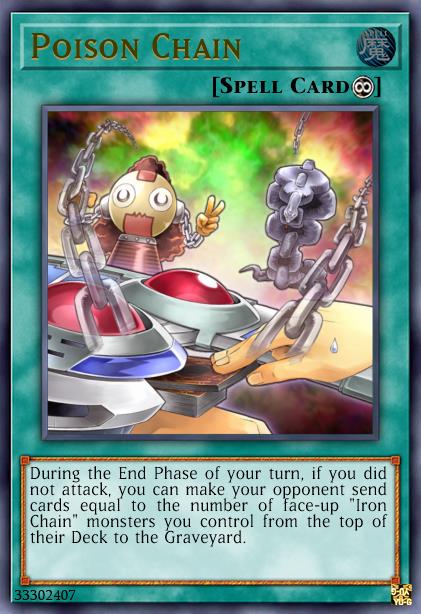 Poison Chain
魔
[Spell Card∞]
During the End Phase of your turn, if you did
not attack, you can make your opponent send
cards equal to the number of face-up "Iron
Chain" monsters you control from the top of
their Deck to the Graveyard.
33302407